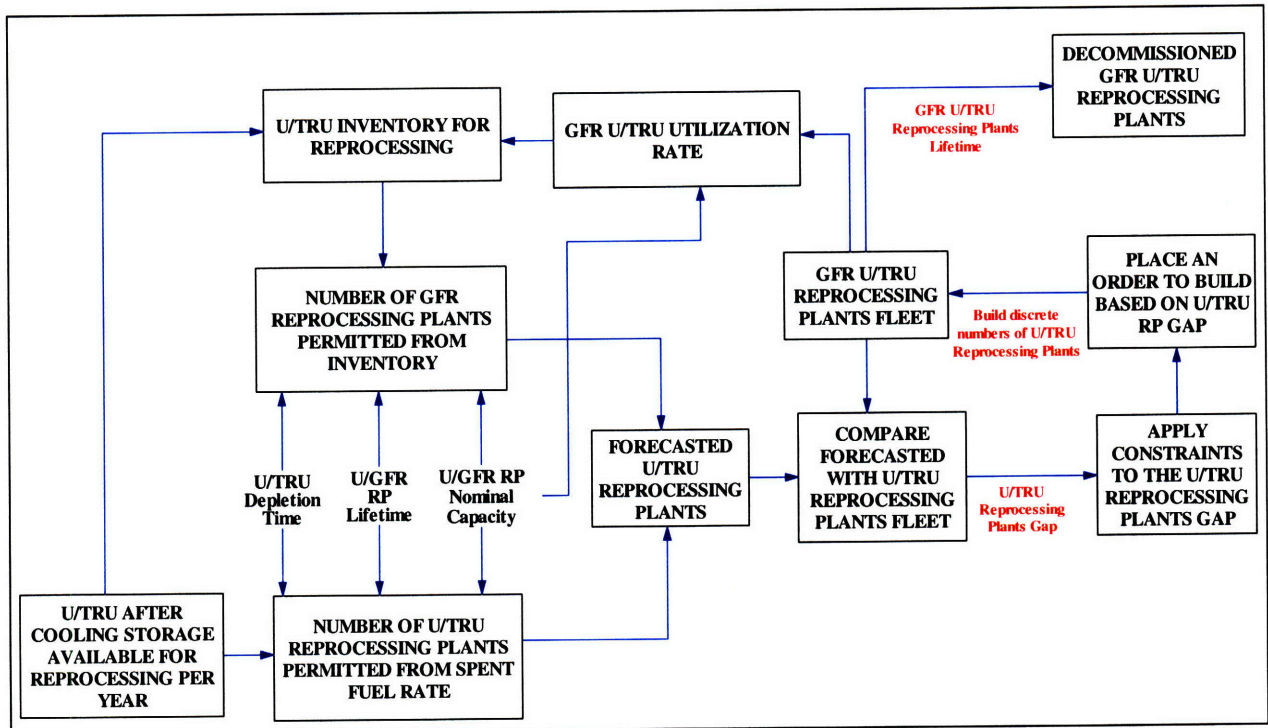 DECOMMISSIONED
GFR U/TRU
REPROCESSING
PLANTS
U/TRU INVENTORY FOR
REPROCESSING
GFR U/TRU UTILIZATION
RATE
GFR U/TRU
Reprocessing Plants
Lifetime
NUMBER OF GFR
REPROCESSING PLANTS
PERMITTED FROM
INVENTORY
GFR U/TRU
REPROCESSING
PLANTS FLEET
Build discrete
numbers of U/TRU
Reprocessing Plants
PLACE AN
ORDER TO BUILD
BASED ON U/TRU
RP GAP
U/TRU
Depletion
Time
U/GFR
RP
Lifetime
U/GFR RP
Nominal
Capacity
FORECASTED
U/TRU
REPROCESSING
PLANTS
COMPARE
FORECASTED
WITH U/TRU
REPROCESSING
PLANTS FLEET
U/TRU
Reprocessing
Plants Gap
APPLY
CONSTRAINTS
TO THE U/TRU
REPROCESSING
PLANTS GAP
U/TRU AFTER
COOLING STORAGE
AVAILABLE FOR
REPROCESSING PER
YEAR
NUMBER OF U/TRU
REPROCESSING PLANTS
PERMITTED FROM SPENT
FUEL RATE